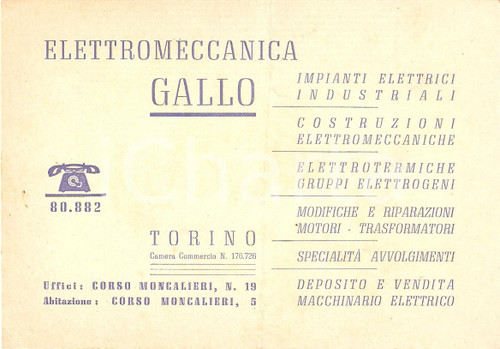 ELETTROMECCANICA
GALLO
80.882
TORINO
Camera Commercio N. 170.726
Uffici: CORSO MONCALIERI, N. 19
Abitazione: CORSO MONCALIERI, 5
IMPIANTI ELETTRICI
INDUSTRIALI
COSTRUZIONI
ELETTROMECCANICHE
ELETTROTERMICHE
GRUPPI ELETTROGENI
MODIFICHE E RIPARAZIONI
MOTORI - TRASFORMATORI
SPECIALITÀ AVVOLGIMENTI
DEPOSITO E VENDITA
MACCHINARIO ELETTRICO